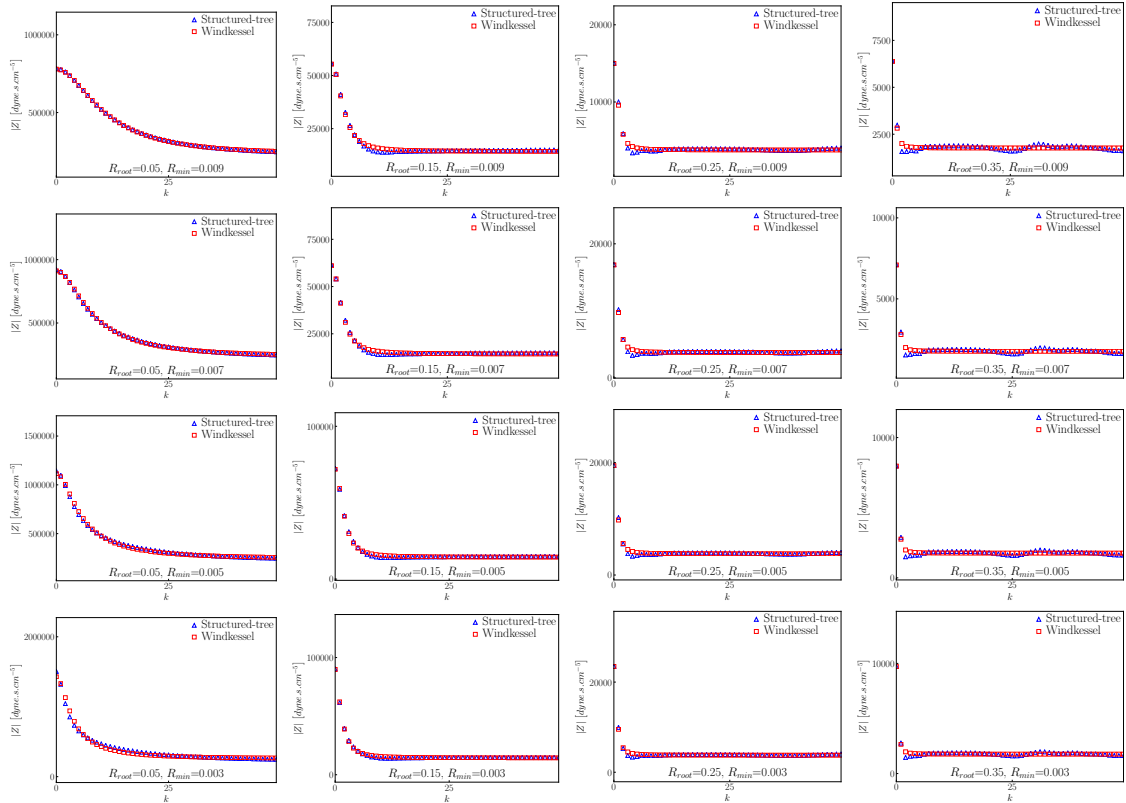 1000000
500000
|Z| [dyne.s.cm⁻⁵]
Structured-tree
Windkessel
R_root=0.05, R_min=0.009
0
25
k
75000
50000
25000
|Z| [dyne.s.cm⁻⁵]
Structured-tree
Windkessel
R_root=0.15, R_min=0.009
0
25
k
20000
10000
|Z| [dyne.s.cm⁻⁵]
Structured-tree
Windkessel
R_root=0.25, R_min=0.009
0
25
k
7500
2500
|Z| [dyne.s.cm⁻⁵]
Structured-tree
Windkessel
R_root=0.35, R_min=0.009
0
25
k
1000000
500000
|Z| [dyne.s.cm⁻⁵]
Structured-tree
Windkessel
R_root=0.05, R_min=0.007
0
25
k
75000
50000
25000
|Z| [dyne.s.cm⁻⁵]
Structured-tree
Windkessel
R_root=0.15, R_min=0.007
0
25
k
20000
0
|Z| [dyne.s.cm⁻⁵]
Structured-tree
Windkessel
R_root=0.25, R_min=0.007
0
25
k
10000
5000
0
|Z| [dyne.s.cm⁻⁵]
Structured-tree
Windkessel
R_root=0.35, R_min=0.007
0
25
k
1500000
1000000
500000
|Z| [dyne.s.cm⁻⁵]
Structured-tree
Windkessel
R_root=0.05, R_min=0.005
0
25
k
100000
0
|Z| [dyne.s.cm⁻⁵]
Structured-tree
Windkessel
R_root=0.15, R_min=0.005
0
25
k
20000
0
|Z| [dyne.s.cm⁻⁵]
Structured-tree
Windkessel
R_root=0.25, R_min=0.005
0
25
k
10000
0
|Z| [dyne.s.cm⁻⁵]
Structured-tree
Windkessel
R_root=0.35, R_min=0.005
0
25
k
2000000
0
|Z| [dyne.s.cm⁻⁵]
Structured-tree
Windkessel
R_root=0.05, R_min=0.003
0
25
k
100000
0
|Z| [dyne.s.cm⁻⁵]
Structured-tree
Windkessel
R_root=0.15, R_min=0.003
0
25
k
20000
0
|Z| [dyne.s.cm⁻⁵]
Structured-tree
Windkessel
R_root=0.25, R_min=0.003
0
25
k
10000
0
|Z| [dyne.s.cm⁻⁵]
Structured-tree
Windkessel
R_root=0.35, R_min=0.003
0
25
k